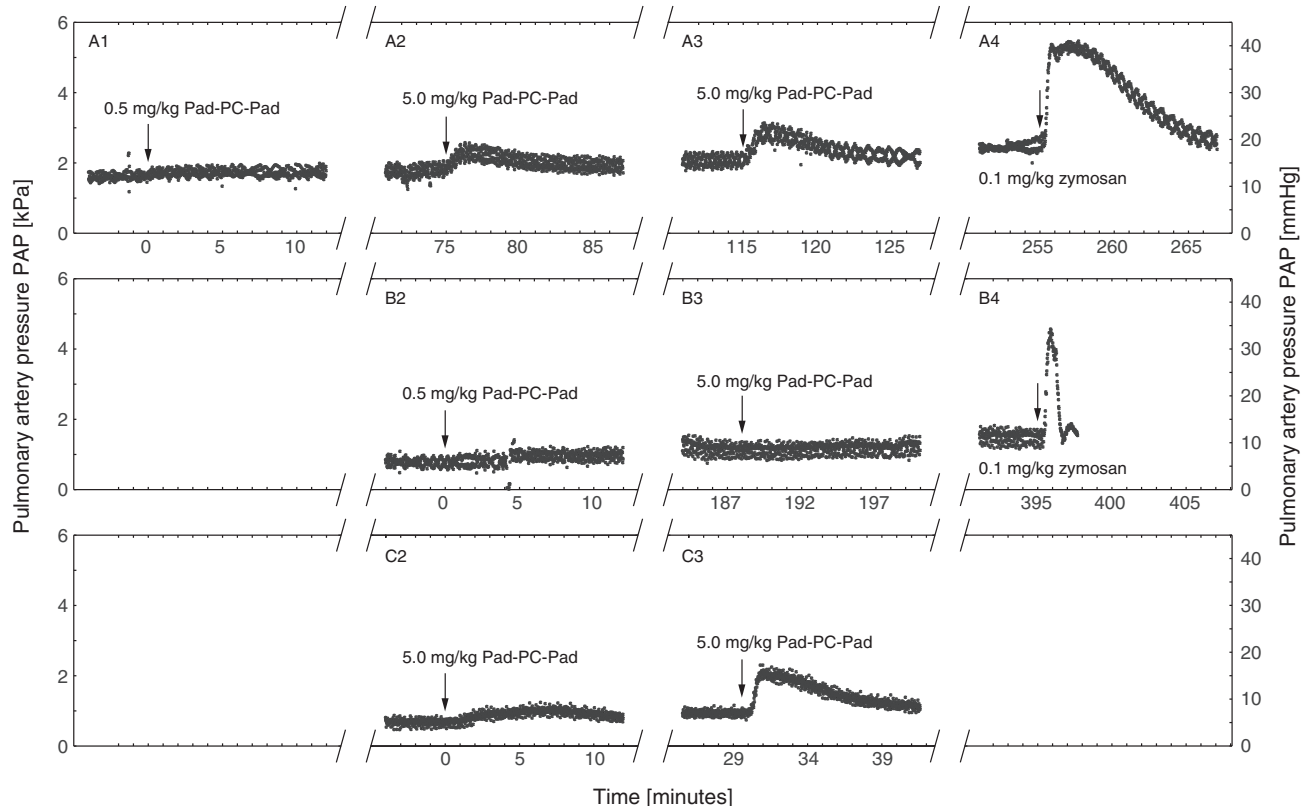 Pulmonary artery pressure PAP [kPa]
Pulmonary artery pressure PAP [mmHg]
6
4
2
0
A1
0.5 mg/kg Pad-PC-Pad
0 5 10
A2
5.0 mg/kg Pad-PC-Pad
75 80 85
A3
5.0 mg/kg Pad-PC-Pad
115 120 125
A4
0.1 mg/kg zymosan
255 260 265
40
30
20
10
0
6
4
2
0
B2
0.5 mg/kg Pad-PC-Pad
0 5 10
B3
5.0 mg/kg Pad-PC-Pad
187 192 197
B4
0.1 mg/kg zymosan
395 400 405
40
30
20
10
0
6
4
2
0
C2
5.0 mg/kg Pad-PC-Pad
0 5 10
C3
5.0 mg/kg Pad-PC-Pad
29 34 39
40
30
20
10
0
Time [minutes]